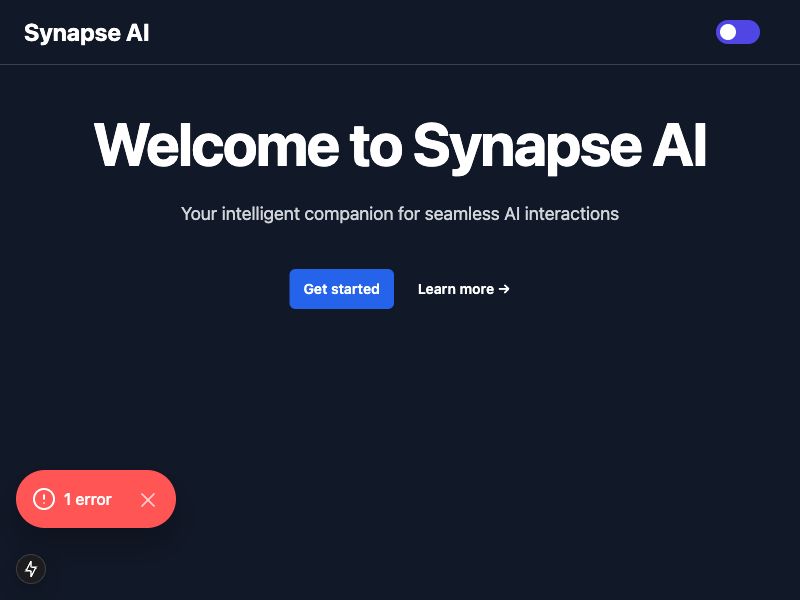 Synapse AI
Welcome to Synapse AI
Your intelligent companion for seamless AI interactions
Get started
Learn more →
1 error